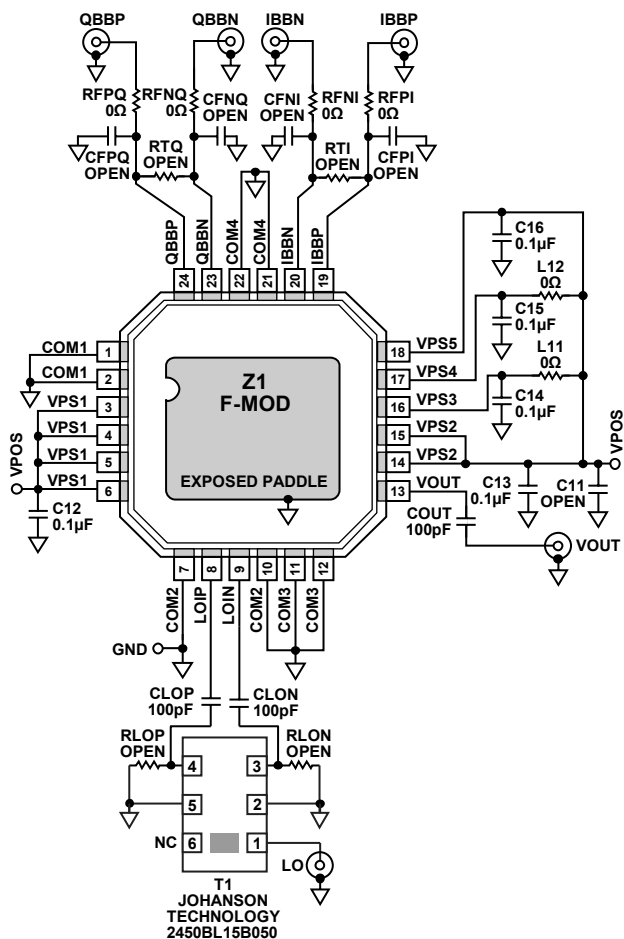 QBBP
QBBN
IBBN
IBBP
RFPQ
0Ω
RFNQ
0Ω
CFNQ
OPEN
CFNI
OPEN
RFNI
0Ω
RFPI
0Ω
CFPQ
OPEN
RTQ
OPEN
RTI
OPEN
CFPI
OPEN
QBBP
QBBN
COM4
COM4
IBBN
IBBP
24
23
22
21
20
19
C16
0.1µF
L12
0Ω
C15
0.1µF
L11
0Ω
C14
0.1µF
COM1
1
COM1
2
VPS1
3
VPS1
4
VPS1
5
VPS1
6
VPOS
C12
0.1µF
Z1
F-MOD
EXPOSED PADDLE
18
VPS5
17
VPS4
16
VPS3
15
VPS2
14
VPS2
13
VOUT
VPOS
C13
0.1µF
C11
OPEN
COUT
100pF
VOUT
7
8
9
10
11
12
COM2
LOIP
LOIN
COM2
COM3
COM3
GND
CLOP
100pF
CLON
100pF
RLOP
OPEN
RLON
OPEN
4
3
5
2
NC
6
1
LO
T1
JOHANSON
TECHNOLOGY
2450BL15B050